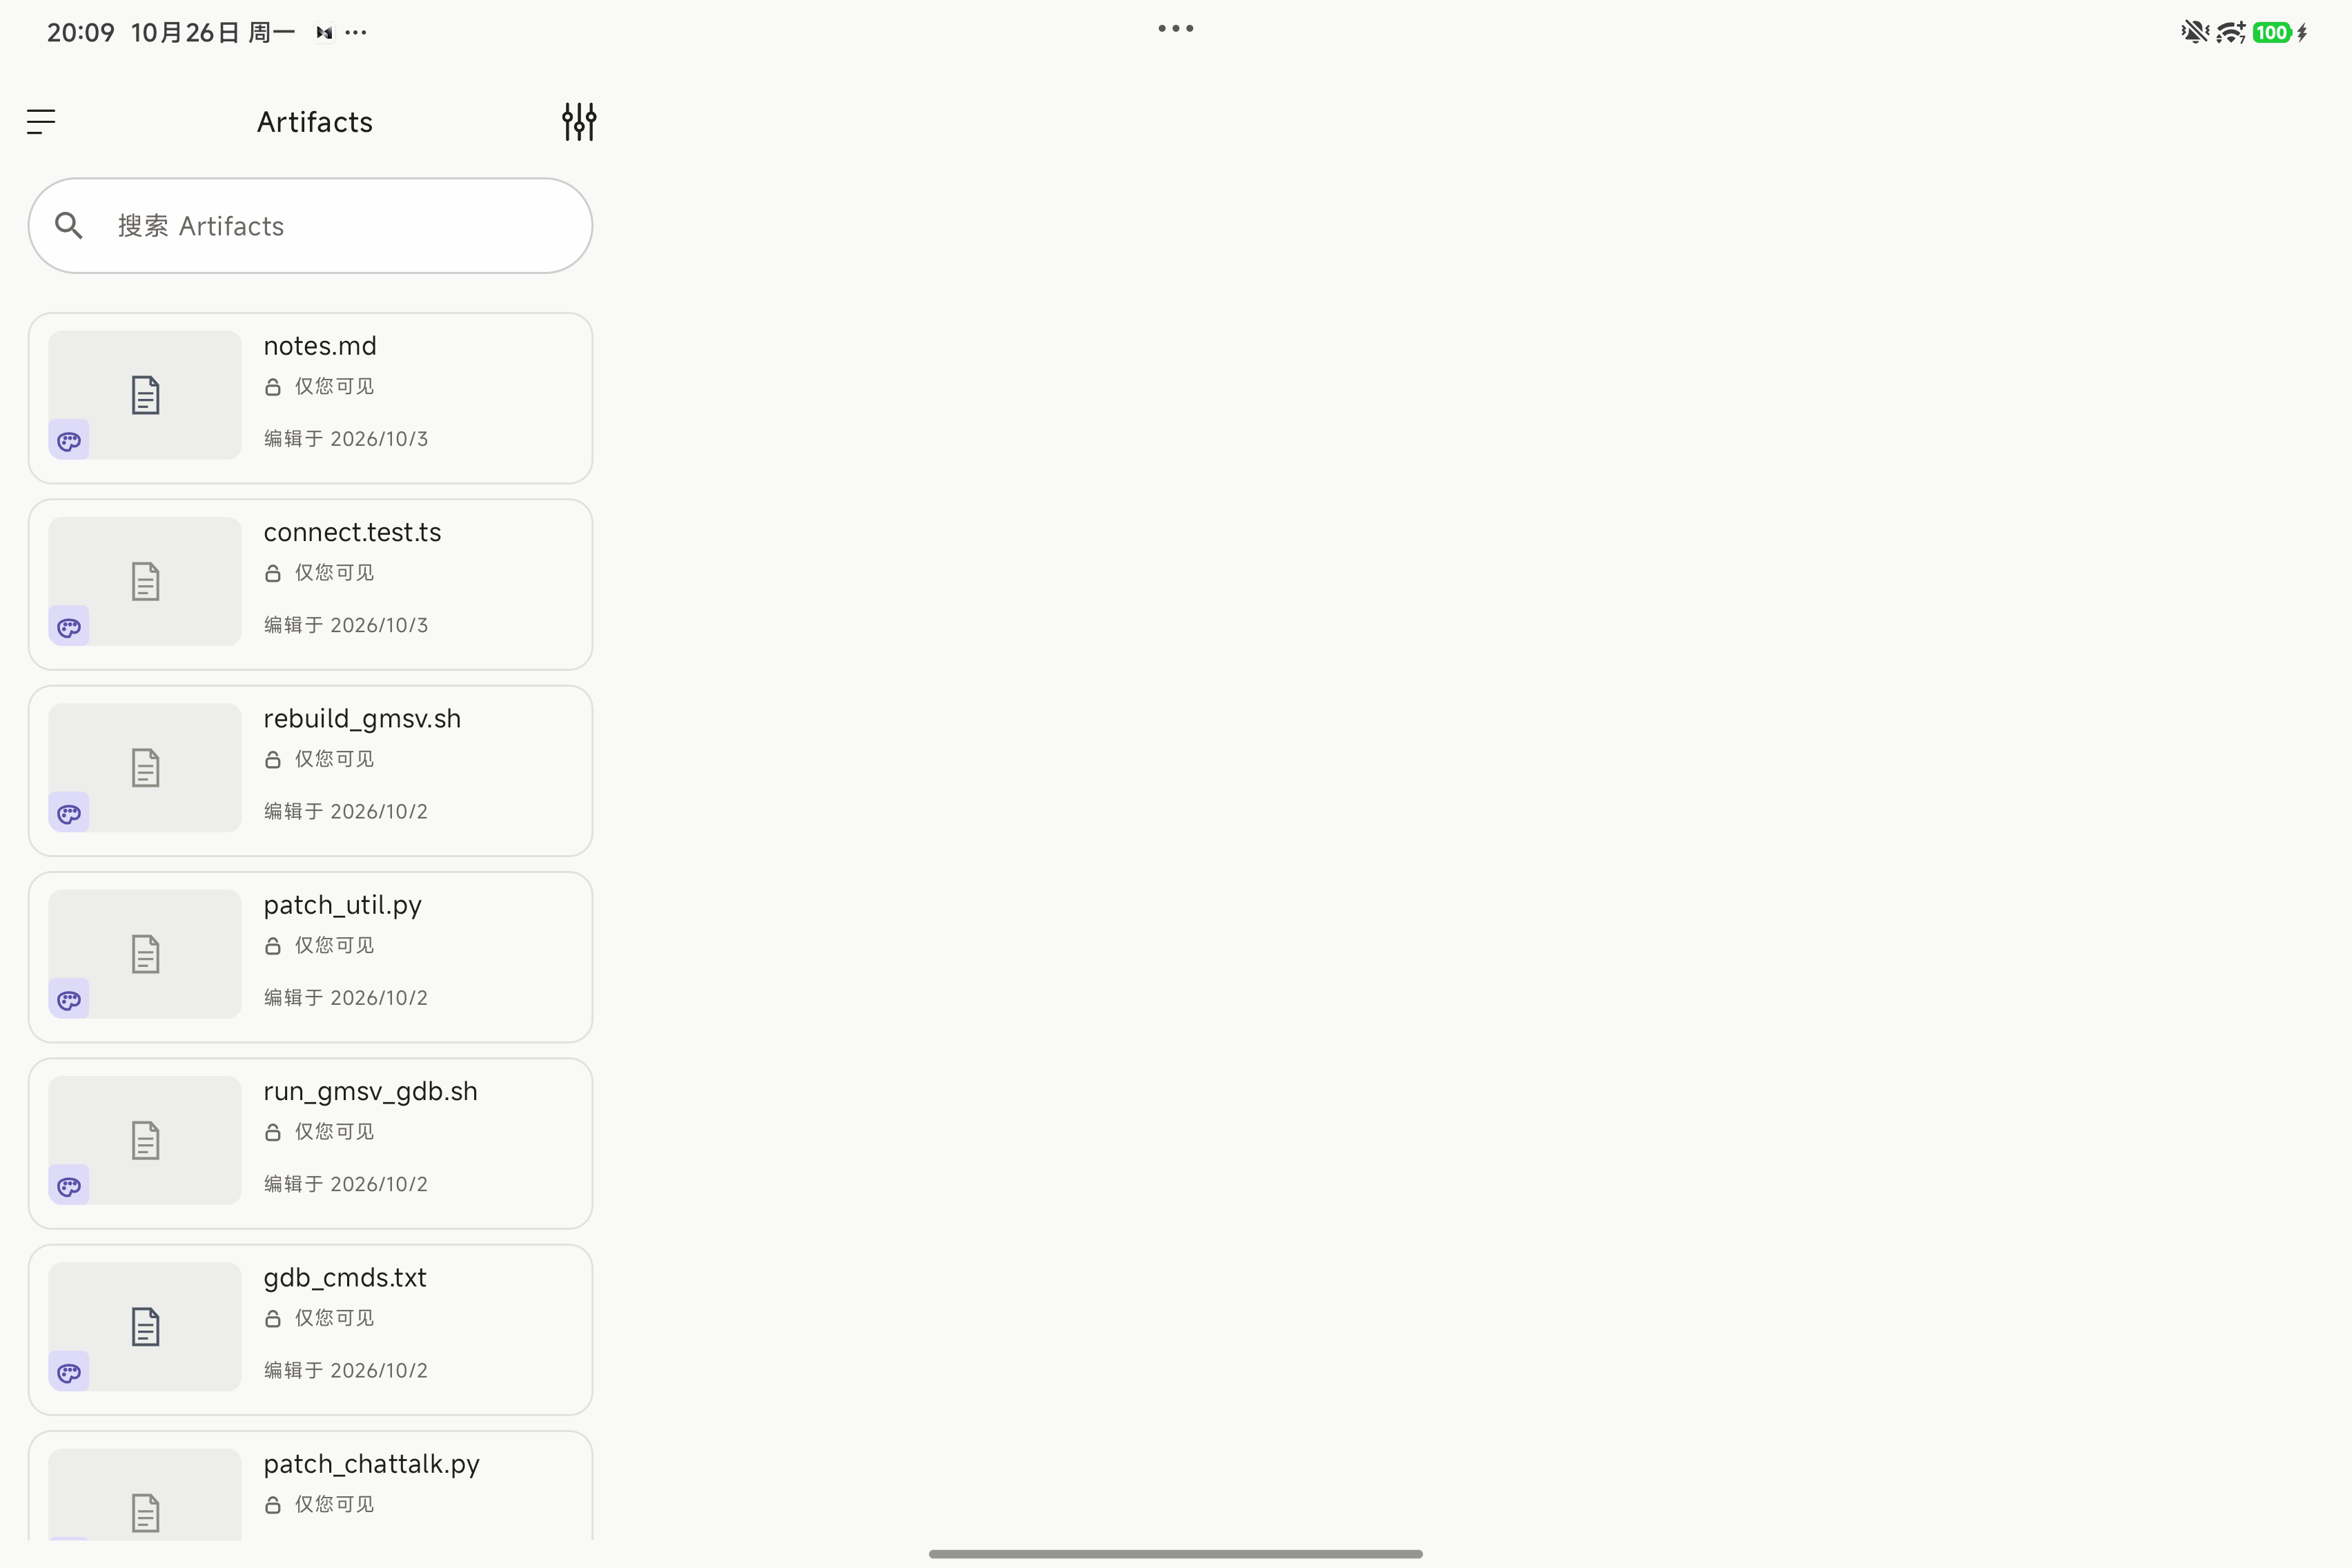 20:09 10月26日 周一
100
Artifacts
搜索 Artifacts
notes.md
仅您可见
编辑于 2026/10/3
connect.test.ts
仅您可见
编辑于 2026/10/3
rebuild_gmsv.sh
仅您可见
编辑于 2026/10/2
patch_util.py
仅您可见
编辑于 2026/10/2
run_gmsv_gdb.sh
仅您可见
编辑于 2026/10/2
gdb_cmds.txt
仅您可见
编辑于 2026/10/2
patch_chattalk.py
仅您可见